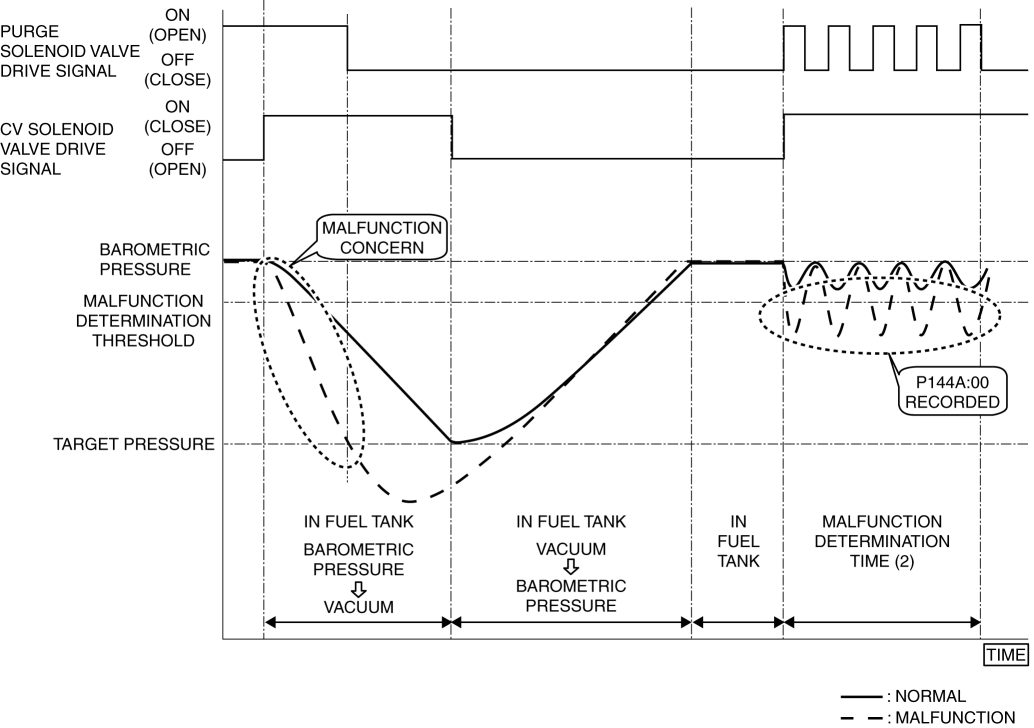 PURGE
SOLENOID VALVE
DRIVE SIGNAL
ON
(OPEN)
OFF
(CLOSE)
CV SOLENOID
VALVE DRIVE
SIGNAL
ON
(CLOSE)
OFF
(OPEN)
MALFUNCTION
CONCERN
BAROMETRIC
PRESSURE
MALFUNCTION
DETERMINATION
THRESHOLD
P144A:00
RECORDED
TARGET PRESSURE
IN FUEL TANK
BAROMETRIC
PRESSURE
VACUUM
IN FUEL TANK
VACUUM
BAROMETRIC
PRESSURE
IN
FUEL
TANK
MALFUNCTION
DETERMINATION
TIME (2)
TIME
: NORMAL
: MALFUNCTION